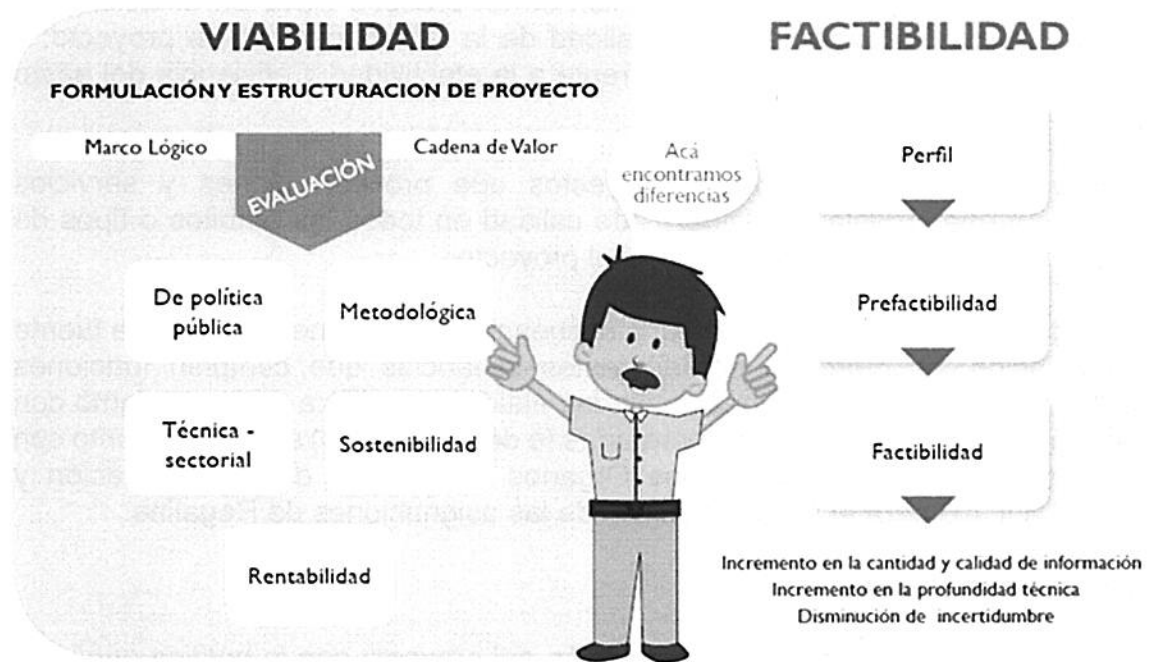 VIABILIDAD
FORMULACIÓN Y ESTRUCTURACION DE PROYECTO
Marco Lógico
EVALUACIÓN
Cadena de Valor
De política
pública
Metodológica
Técnica -
sectorial
Sostenibilidad
Rentabilidad
Acá
encontramos
diferencias
FACTIBILIDAD
Perfil
Prefactibilidad
Factibilidad
Incremento en la cantidad y calidad de información
Incremento en la profundidad técnica
Disminución de incertidumbre